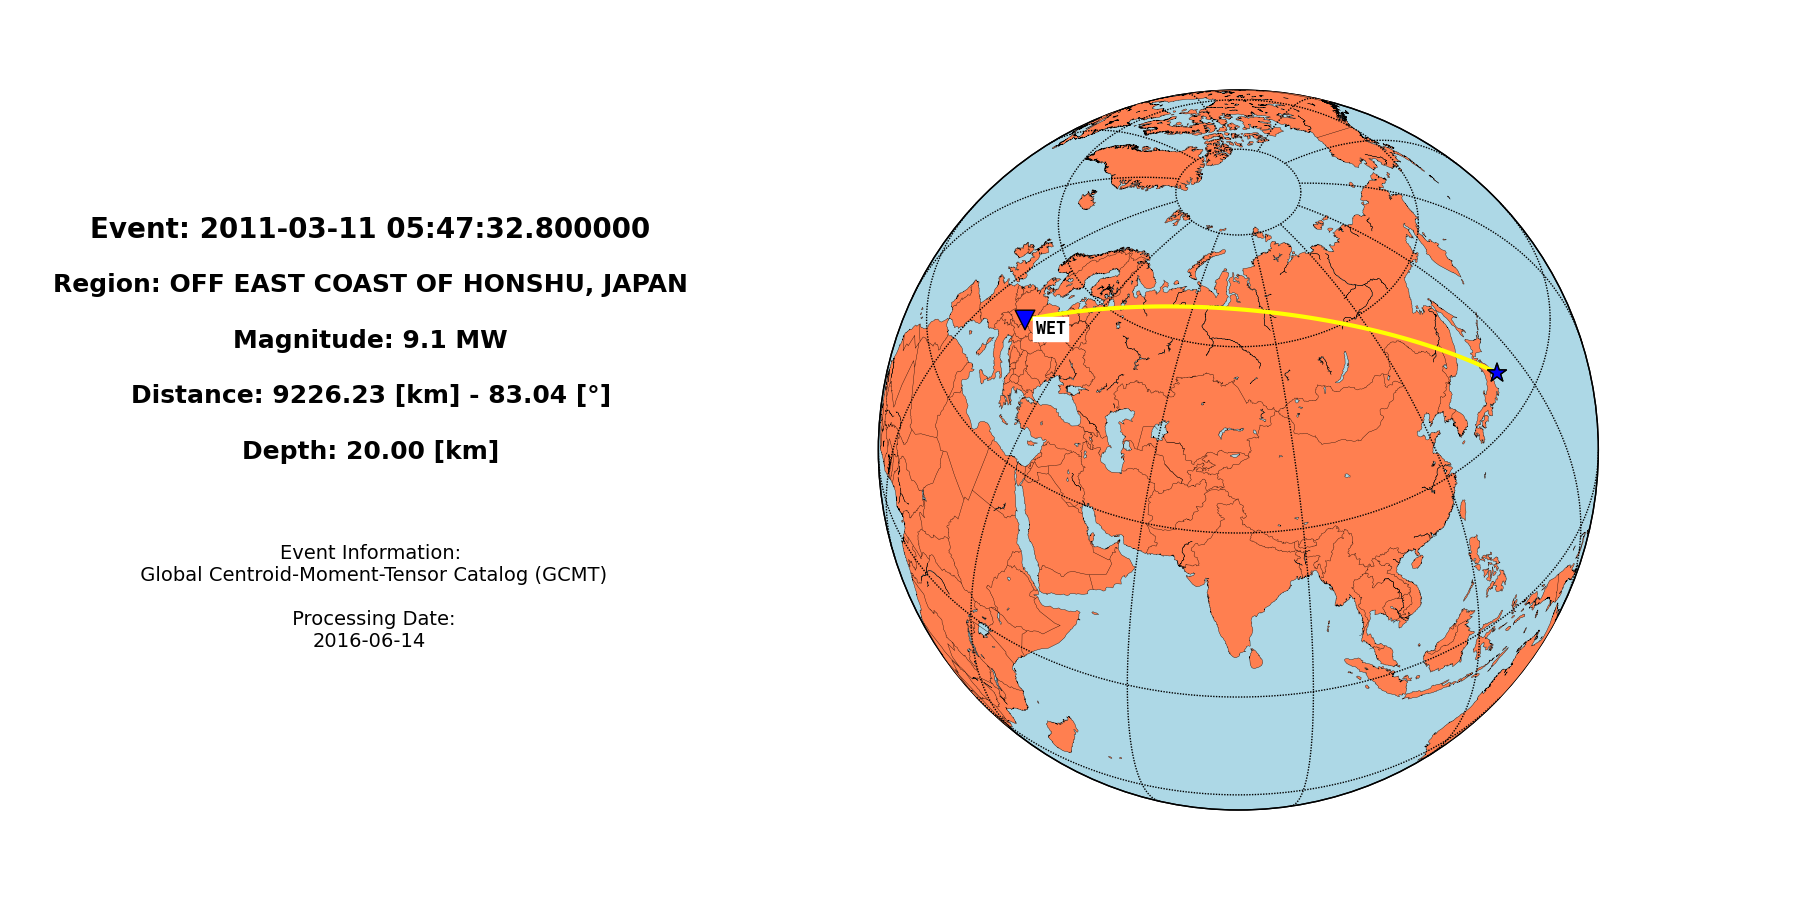 Event: 2011-03-11 05:47:32.800000
Region: OFF EAST COAST OF HONSHU, JAPAN
Magnitude: 9.1 MW
Distance: 9226.23 [km] - 83.04 [°]
Depth: 20.00 [km]
Event Information:
Global Centroid-Moment-Tensor Catalog (GCMT)
Processing Date:
2016-06-14
WET